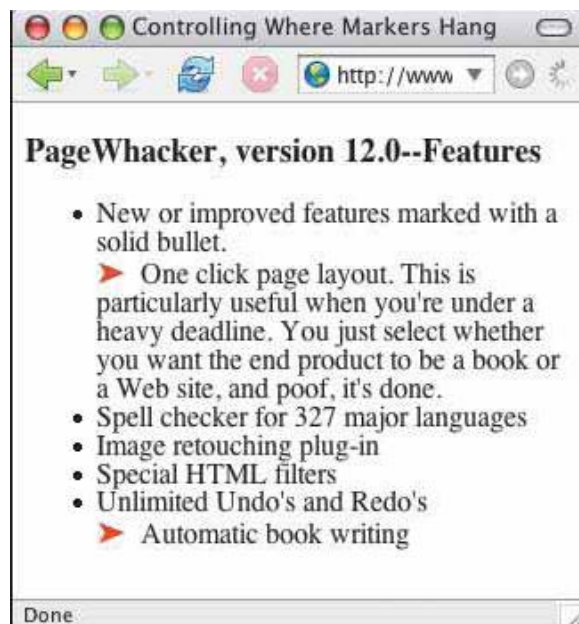 Controlling Where Markers Hang
http://www
PageWhacker, version 12.0--Features
• New or improved features marked with a
solid bullet.
➤ One click page layout. This is
particularly useful when you're under a
heavy deadline. You just select whether
you want the end product to be a book or
a Web site, and poof, it's done.
• Spell checker for 327 major languages
• Image retouching plug-in
• Special HTML filters
• Unlimited Undo's and Redo's
➤ Automatic book writing
Done